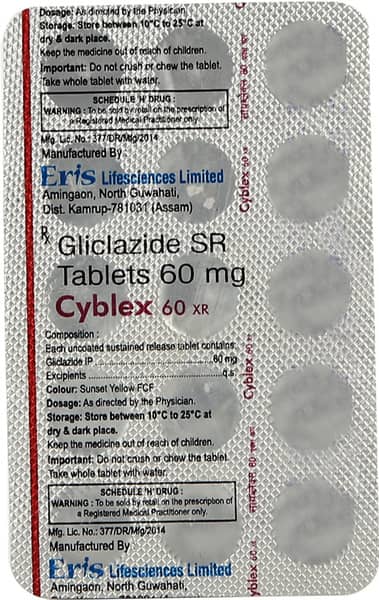 Dosage: As directed by the Physician.
Storage: Store between 10°C to 25°C at
dry & dark place.
Keep the medicine out of reach of children.
Important: Do not crush or chew the tablet.
Take whole tablet with water.
SCHEDULE 'H' DRUG :
WARNING : To be sold by retail on the prescription of
a Registered Medical Practitioner only.
Mfg. Lic. No.: 377/DR/Mfg/2014
Manufactured By
Eris Lifesciences Limited
Amingaon, North Guwahati,
Dist. Kamrup-781031 (Assam)
Rx
Gliclazide SR
Tablets 60 mg
Cyblex 60 XR
Composition :
Each uncoated sustained release tablet contains:
Gliclazide IP ........ 60 mg
Excipients ........ q.s.
Colour: Sunset Yellow FCF
Dosage: As directed by the Physician.
Storage: Store between 10°C to 25°C at
dry & dark place.
Keep the medicine out of reach of children.
Important: Do not crush or chew the tablet.
Take whole tablet with water.
SCHEDULE 'H' DRUG :
WARNING : To be sold by retail on the prescription of
a Registered Medical Practitioner only.
Mfg. Lic. No.: 377/DR/Mfg/2014
Manufactured By
Eris Lifesciences Limited
Amingaon, North Guwahati,
Cyblex 60 XR
Cyblex 60 XR
Cyblex 60 XR